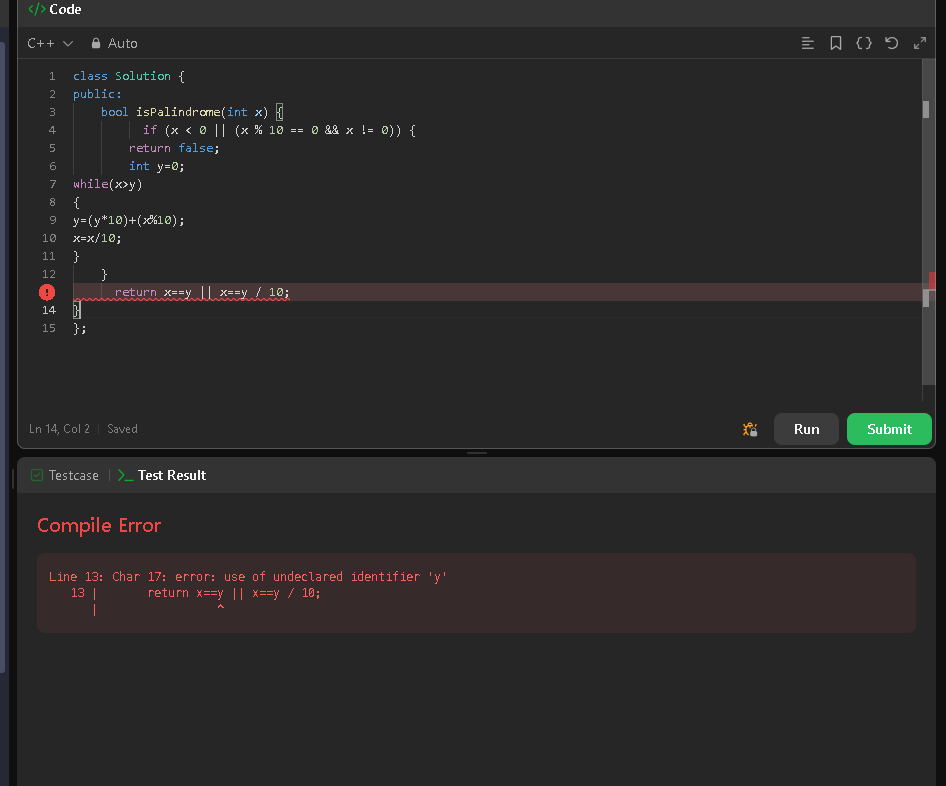 </> Code
C++ Auto
1 class Solution {
2 public:
3 bool isPalindrome(int x) {
4 if (x < 0 || (x % 10 == 0 && x != 0)) {
5 return false;
6 int y=0;
7 while(x>y)
8 {
9 y=(y*10)+(x%10);
10 x=x/10;
11 }
12 }
return x==y || x==y / 10;
14 }
15 };
Ln 14, Col 2 | Saved
Run
Submit
Testcase | >_ Test Result
Compile Error
Line 13: Char 17: error: use of undeclared identifier 'y'
13 | return x==y || x==y / 10;
| ^